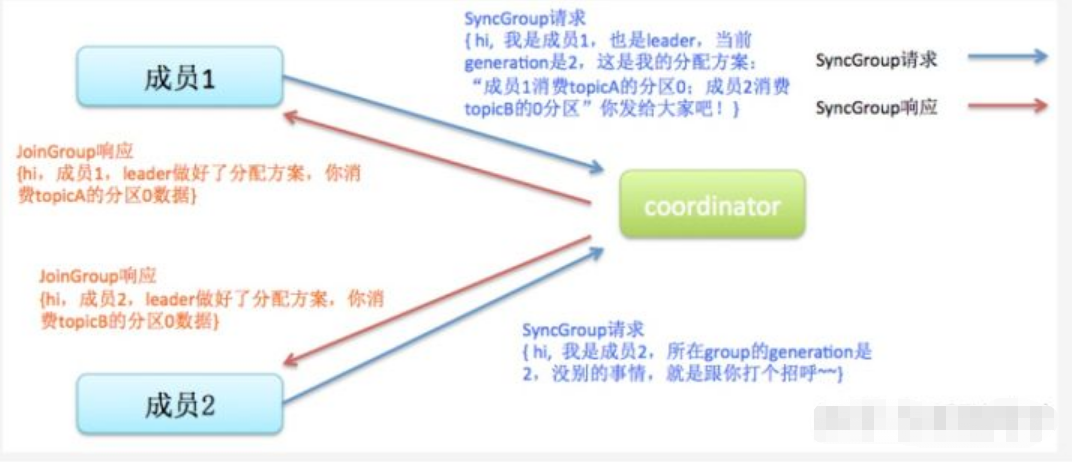 SyncGroup请求
{ hi, 我是成员1，也是leader，当前
generation是2，这是我的分配方案：
“成员1消费topicA的分区0；成员2消费
topicB的0分区”你发给大家吧！}
成员1
SyncGroup请求
SyncGroup响应
JoinGroup响应
{hi，成员1，leader做好了分配方案，你消
费topicA的分区0数据}
coordinator
JoinGroup响应
{hi，成员2，leader做好了分配方案，你消
费topicB的分区0数据}
SyncGroup请求
{ hi, 我是成员2，所在group的generation是
2，没别的事情，就是跟你打个招呼~~}
成员2